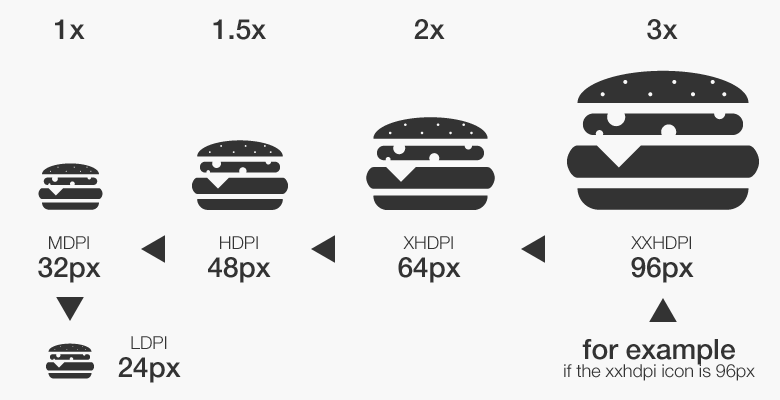 1x
1.5x
2x
3x
MDPI
32px
HDPI
48px
XHDPI
64px
XXHDPI
96px
LDPI
24px
for example
if the xxhdpi icon is 96px